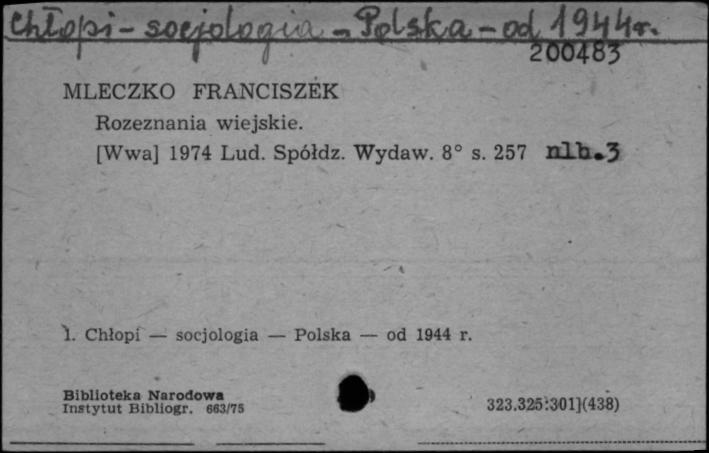 Chłopi – socjologia – Polska – od 1944 r.
200483
MLECZKO FRANCISZEK
Rozeznania wiejskie.
[Wwa] 1974 Lud. Spółdz. Wydaw. 8° s. 257 nlb.3
1. Chłopi — socjologia — Polska — od 1944 r.
Biblioteka Narodowa
Instytut Bibliogr. 663/75
323.325:301](438)